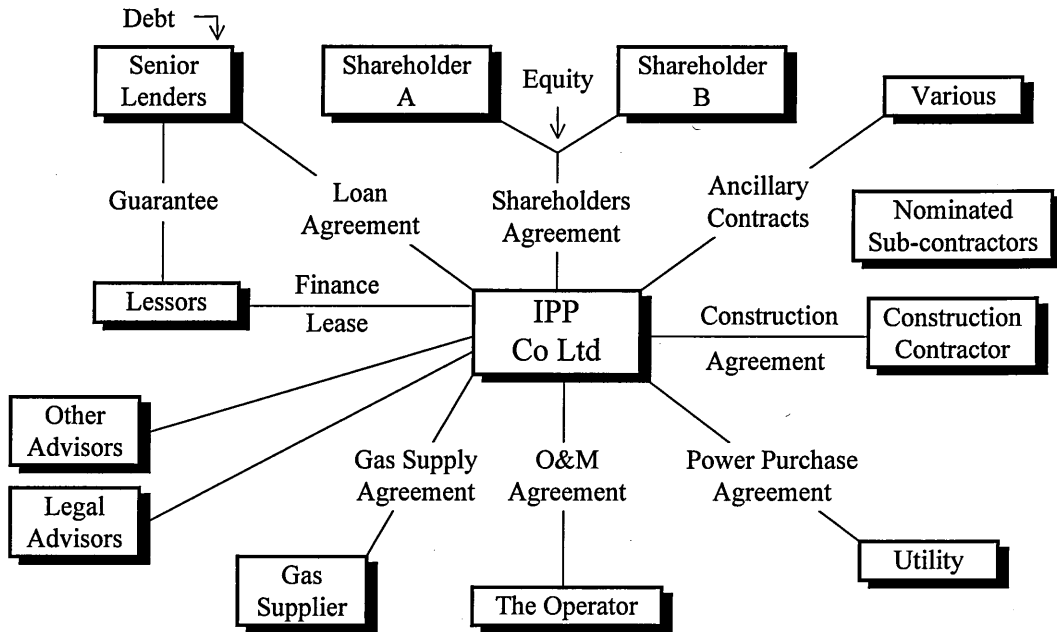 Debt
Senior
Lenders
Shareholder
A
Equity
Shareholder
B
Various
Guarantee
Loan
Agreement
Shareholders
Agreement
Ancillary
Contracts
Nominated
Sub-contractors
Lessors
Finance
Lease
IPP
Co Ltd
Construction
Agreement
Construction
Contractor
Other
Advisors
Legal
Advisors
Gas Supply
Agreement
O&M
Agreement
Power Purchase
Agreement
Gas
Supplier
The Operator
Utility